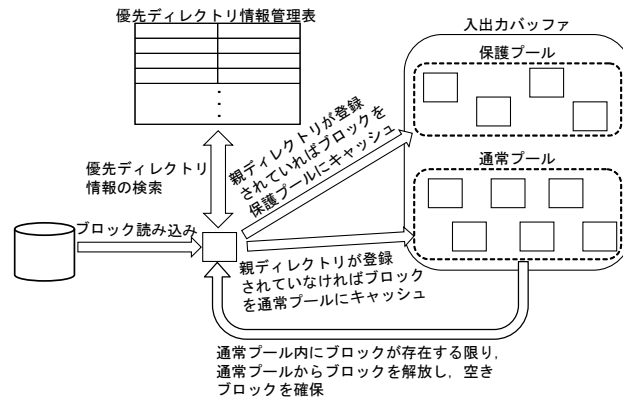 優先ディレクトリ情報管理表
入出力バッファ
保護プール
通常プール
優先ディレクトリ
情報の検索
親ディレクトリが登録
されていればブロックを
保護プールにキャッシュ
ブロック読み込み
親ディレクトリが登録
されていなければブロック
を通常プールにキャッシュ
通常プール内にブロックが存在する限り，
通常プールからブロックを解放し，空き
ブロックを確保